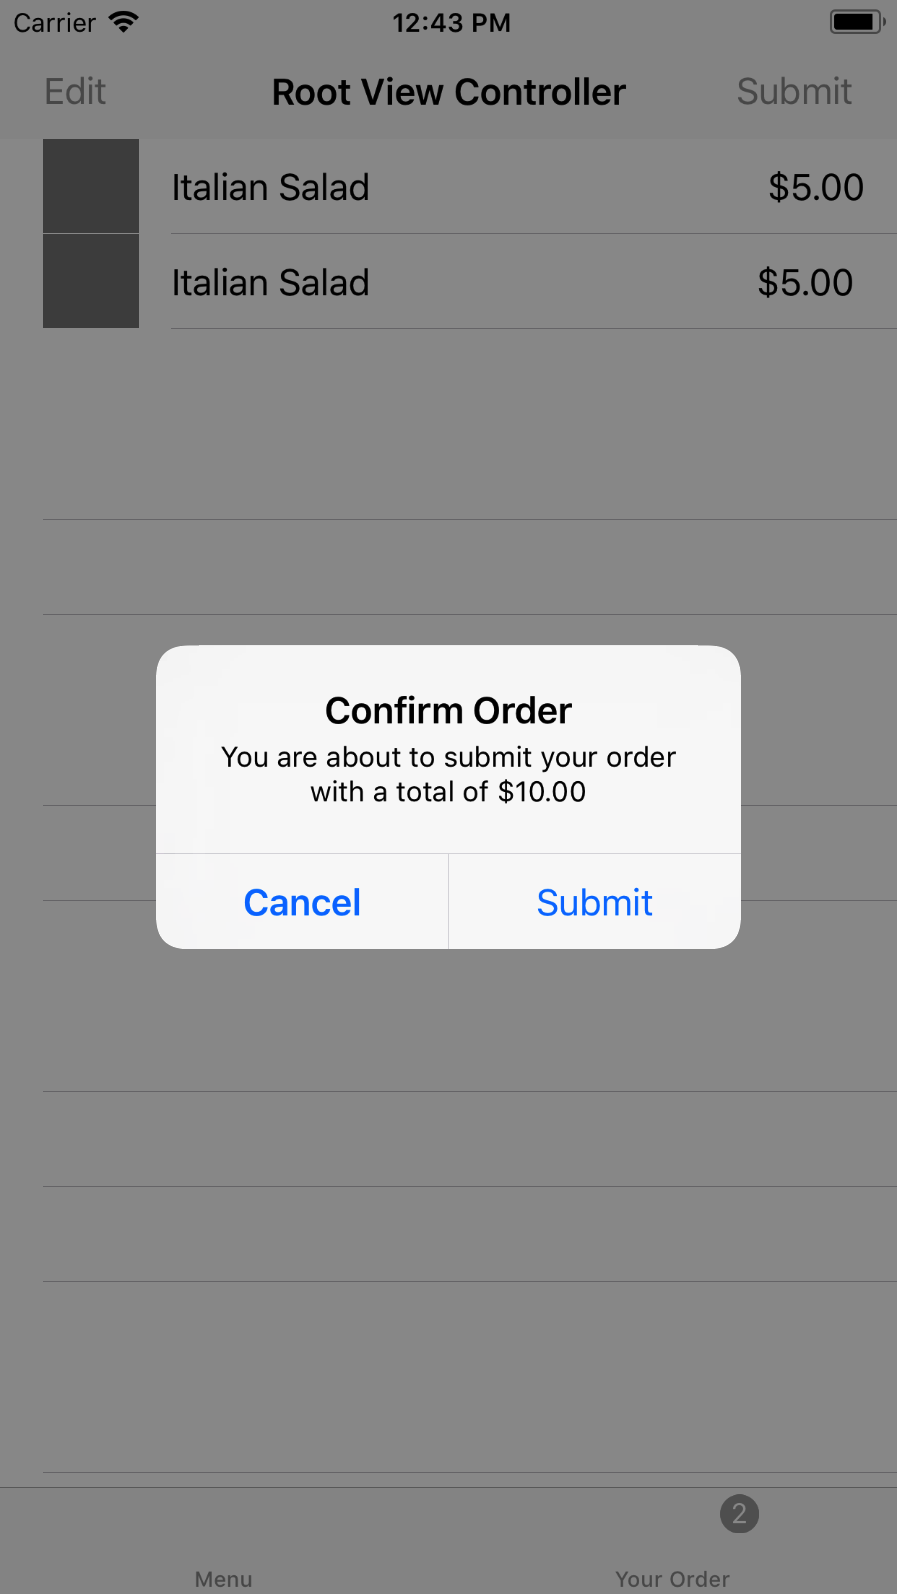 Carrier 12:43 PM
Edit Root View Controller Submit
Italian Salad $5.00
Italian Salad $5.00
Confirm Order
You are about to submit your order
with a total of $10.00
Cancel Submit
2
Menu Your Order